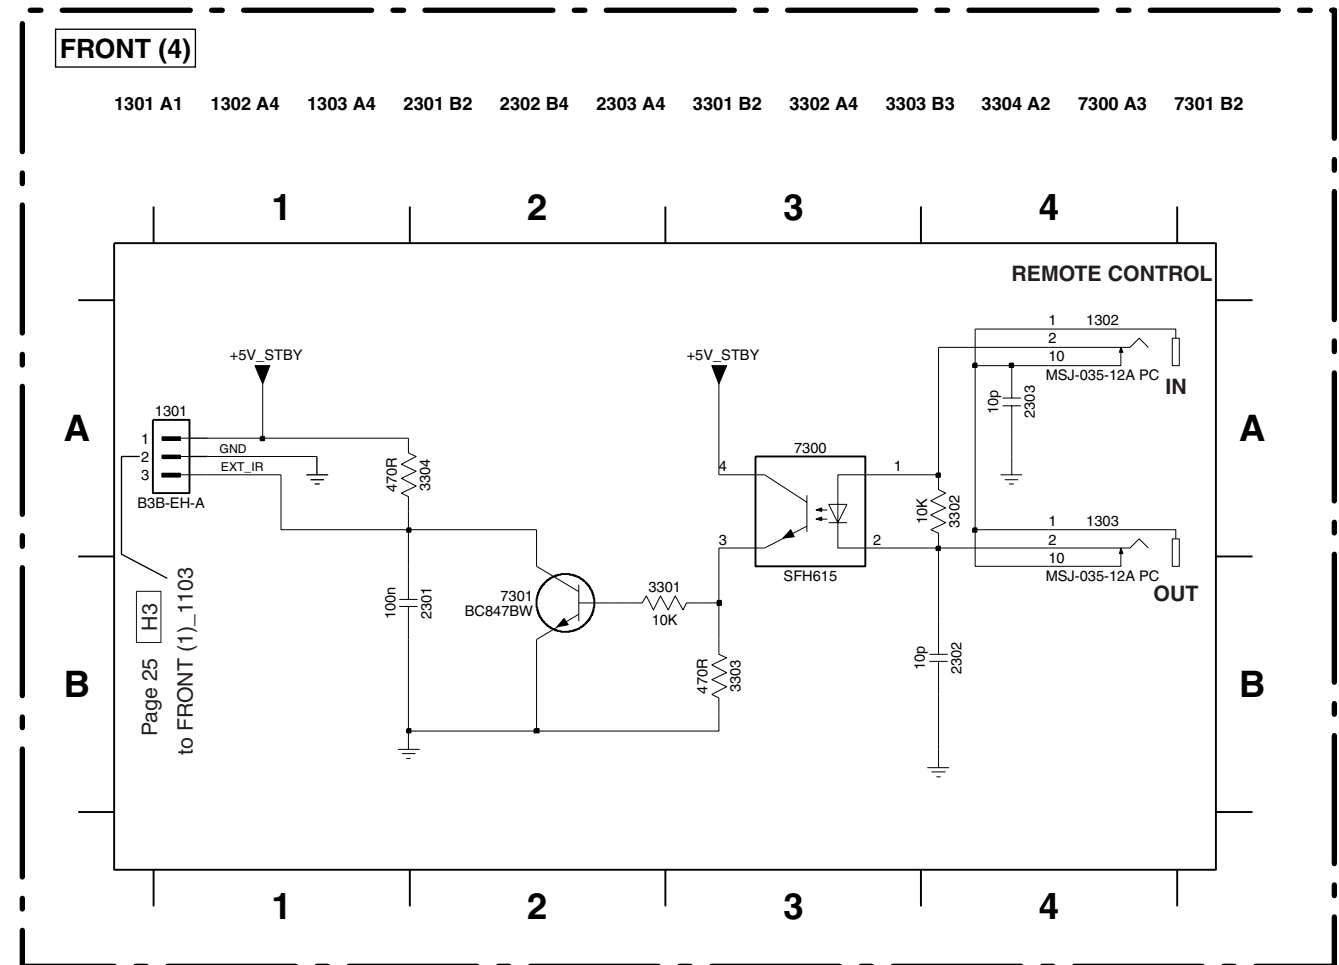 FRONT (4)
1301 A1 1302 A4 1303 A4 2301 B2 2302 B4 2303 A4 3301 B2 3302 A4 3303 B3 3304 A2 7300 A3 7301 B2
1 2 3 4
REMOTE CONTROL
1 1302
2
10
MSJ-035-12A PC
IN
+5V_STBY
+5V_STBY
10p
2303
A
A
1301
1
2
3
GND
EXT_IR
B3B-EH-A
470R
3304
7300
4
1
3
2
SFH615
10K
3302
1 1303
2
10
MSJ-035-12A PC
OUT
Page 25 H3
to FRONT (1)_1103
100n
2301
7301
BC847BW
3301
10K
470R
3303
10p
2302
B
B
1 2 3 4